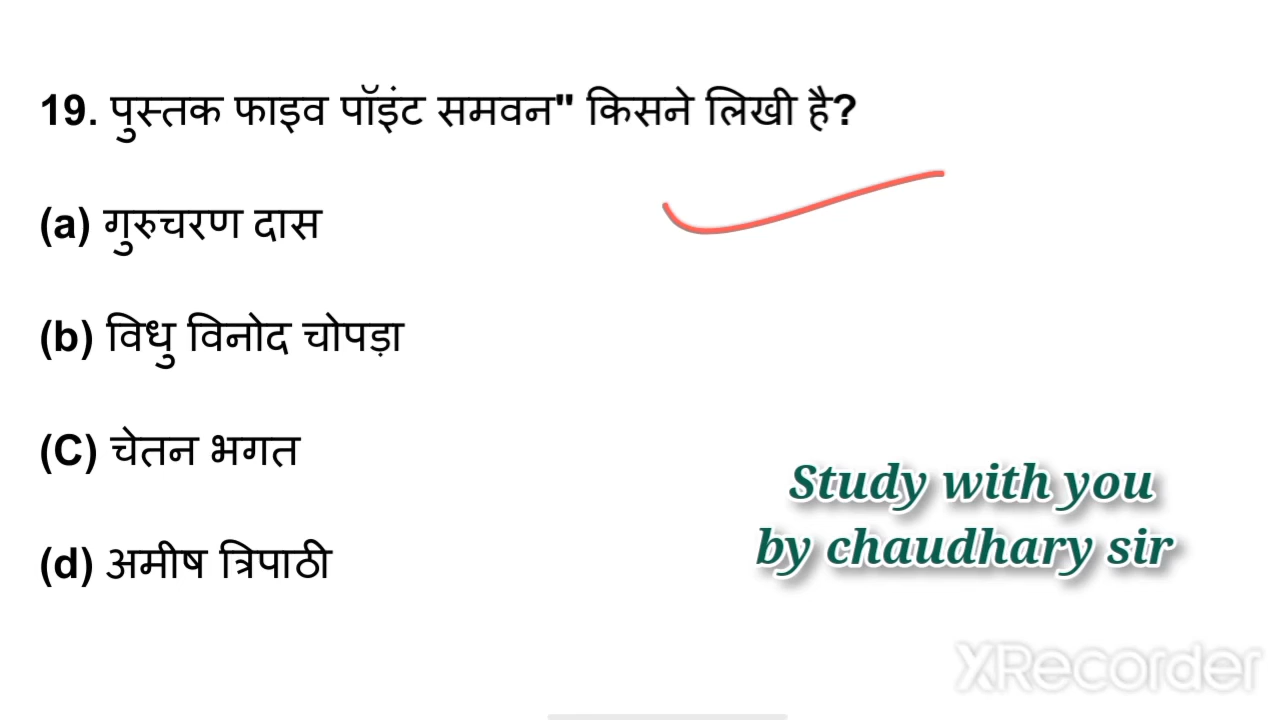 19. पुस्तक फाइव पॉइंट समवन" किसने लिखी है?
(a) गुरुचरण दास
(b) विधु विनोद चोपड़ा
(C) चेतन भगत
(d) अमीष त्रिपाठी
Study with you
by chaudhary sir
XRecorder